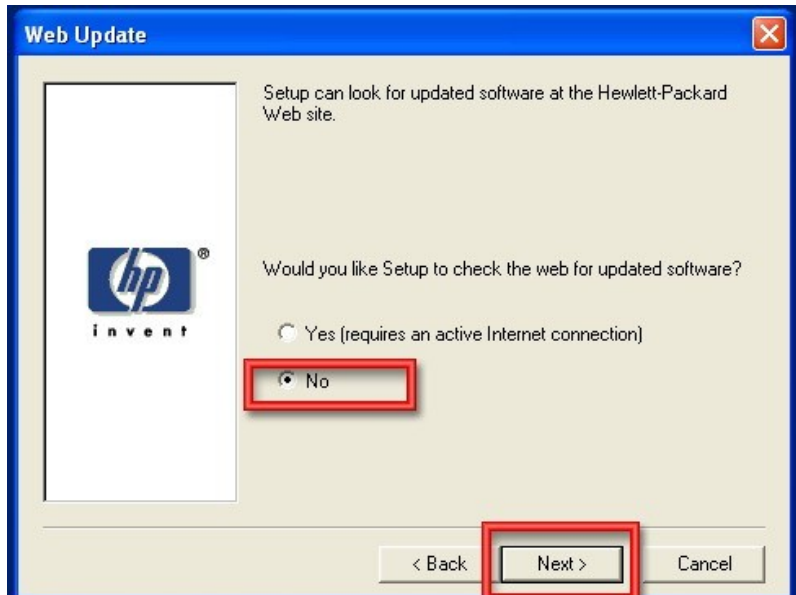 Web Update
Setup can look for updated software at the Hewlett-Packard
Web site.
hp ®
invent
Would you like Setup to check the web for updated software?
Yes (requires an active Internet connection)
No
< Back
Next >
Cancel